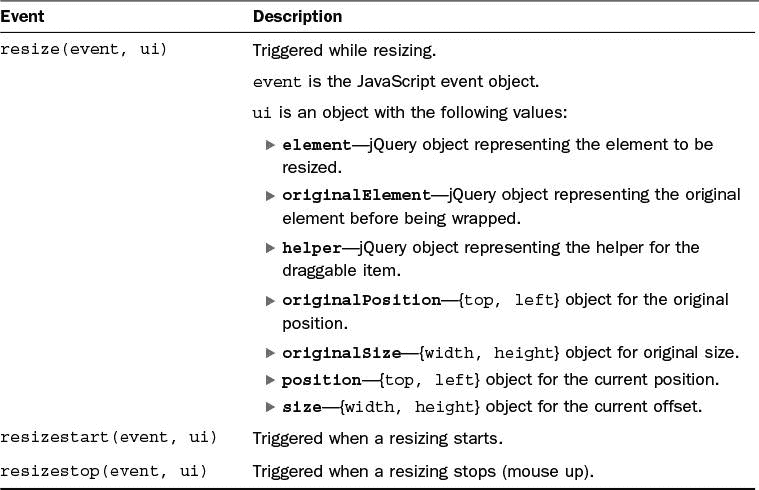 Event Description
resize(event, ui) Triggered while resizing.
event is the JavaScript event object.
ui is an object with the following values:
▶ element—jQuery object representing the element to be
resized.
▶ originalElement—jQuery object representing the original
element before being wrapped.
▶ helper—jQuery object representing the helper for the
draggable item.
▶ originalPosition—{top, left} object for the original
position.
▶ originalSize—{width, height} object for original size.
▶ position—{top, left} object for the current position.
▶ size—{width, height} object for the current offset.
resizestart(event, ui) Triggered when a resizing starts.
resizestop(event, ui) Triggered when a resizing stops (mouse up).